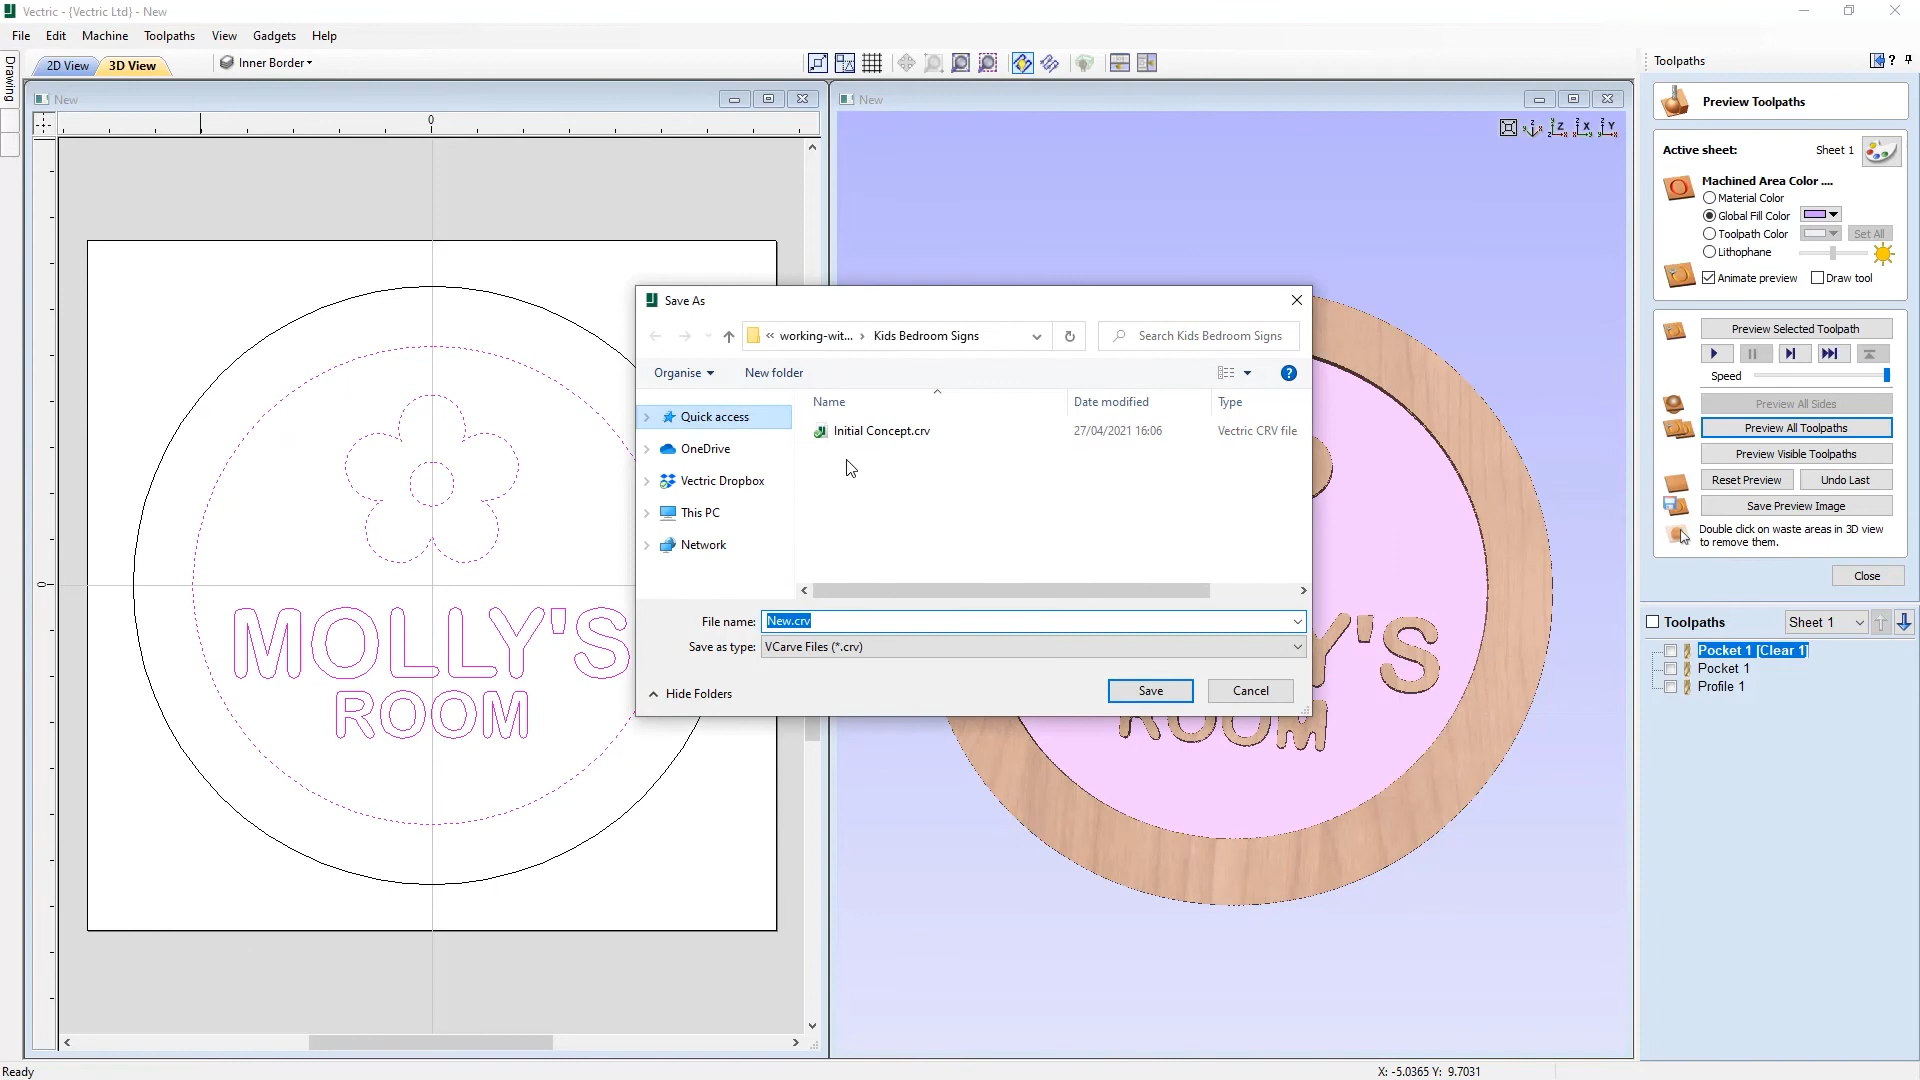 Vectric - {Vectric Ltd} - New
File Edit Machine Toolpaths View Gadgets Help
Drawing
2D View 3D View Inner Border
New
0
0
MOLLY'S
ROOM
New
Z X Y
Y'S
ROOM
Save As
« working-wit... › Kids Bedroom Signs
Search Kids Bedroom Signs
Organise New folder
Name Date modified Type
Quick access
OneDrive
Vectric Dropbox
This PC
Network
Initial Concept.crv 27/04/2021 16:06 Vectric CRV file
File name: New.crv
Save as type: VCarve Files (*.crv)
Hide Folders
Save Cancel
Toolpaths
Preview Toolpaths
Active sheet: Sheet 1
Machined Area Color ....
Material Color
Global Fill Color
Toolpath Color Set All
Lithophane
Animate preview Draw tool
Preview Selected Toolpath
Speed
Preview All Sides
Preview All Toolpaths
Preview Visible Toolpaths
Reset Preview Undo Last
Save Preview Image
Double click on waste areas in 3D view
to remove them.
Close
Toolpaths Sheet 1
Pocket 1 [Clear 1]
Pocket 1
Profile 1
Ready
X: -5.0365 Y: 9.7031